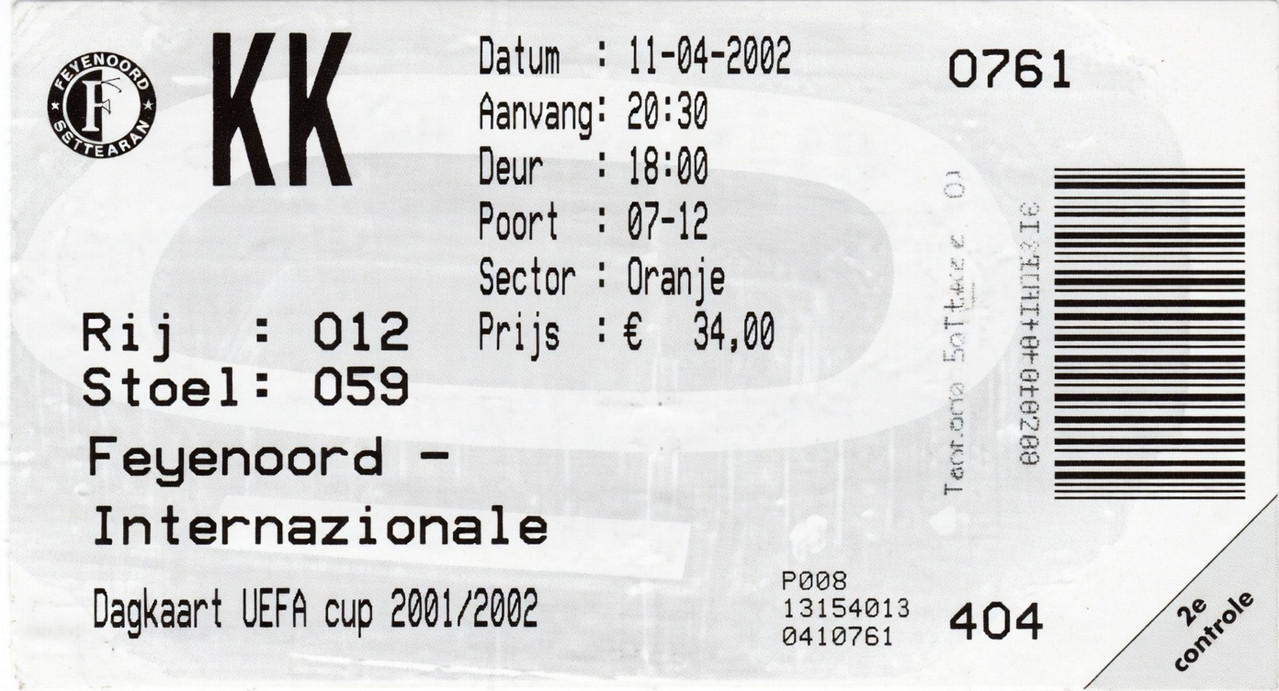 FEYENOORD
F
KK
Datum : 11-04-2002
Aanvang: 20:30
Deur : 18:00
Poort : 07-12
Sector : Oranje
Prijs : € 34,00
0761
Rij : 012
Stoel: 059
Feyenoord -
Internazionale
Dagkaart UEFA cup 2001/2002
P008
13154013
0410761
404
2e
controle